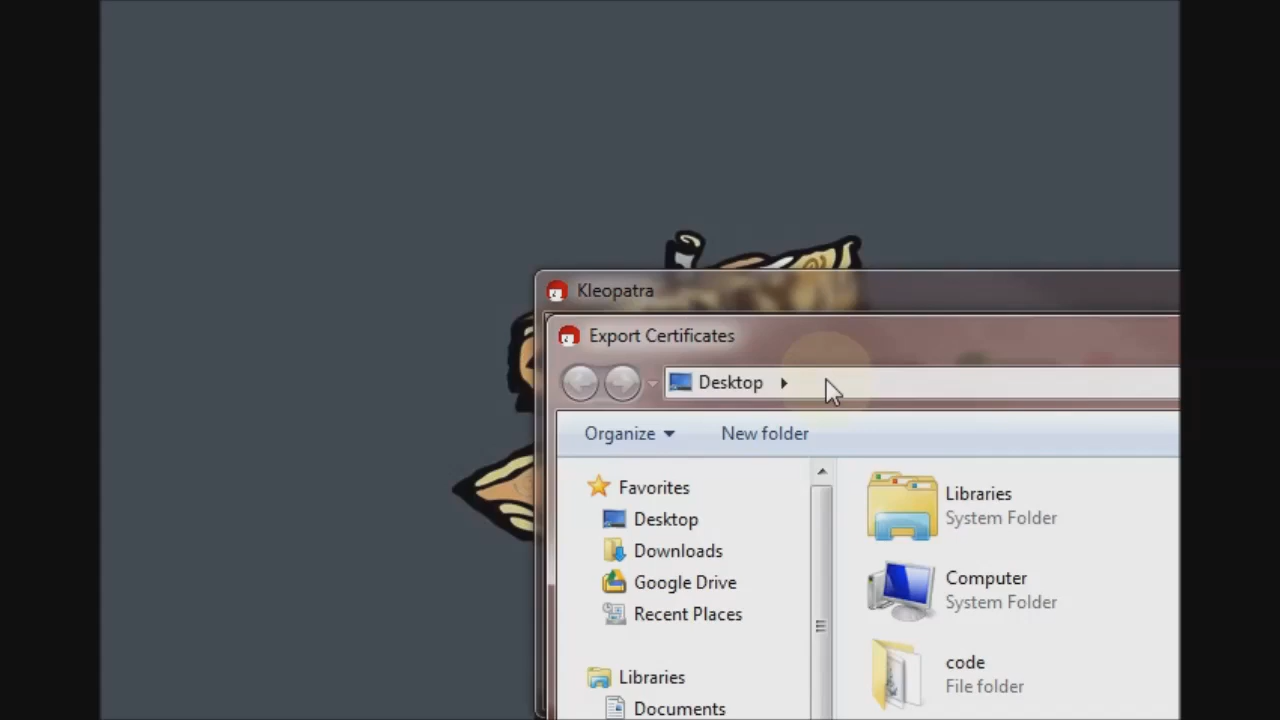 Kleopatra
Export Certificates
Desktop
Organize
New folder
Favorites
Desktop
Downloads
Google Drive
Recent Places
Libraries
Documents
Libraries
System Folder
Computer
System Folder
code
File folder